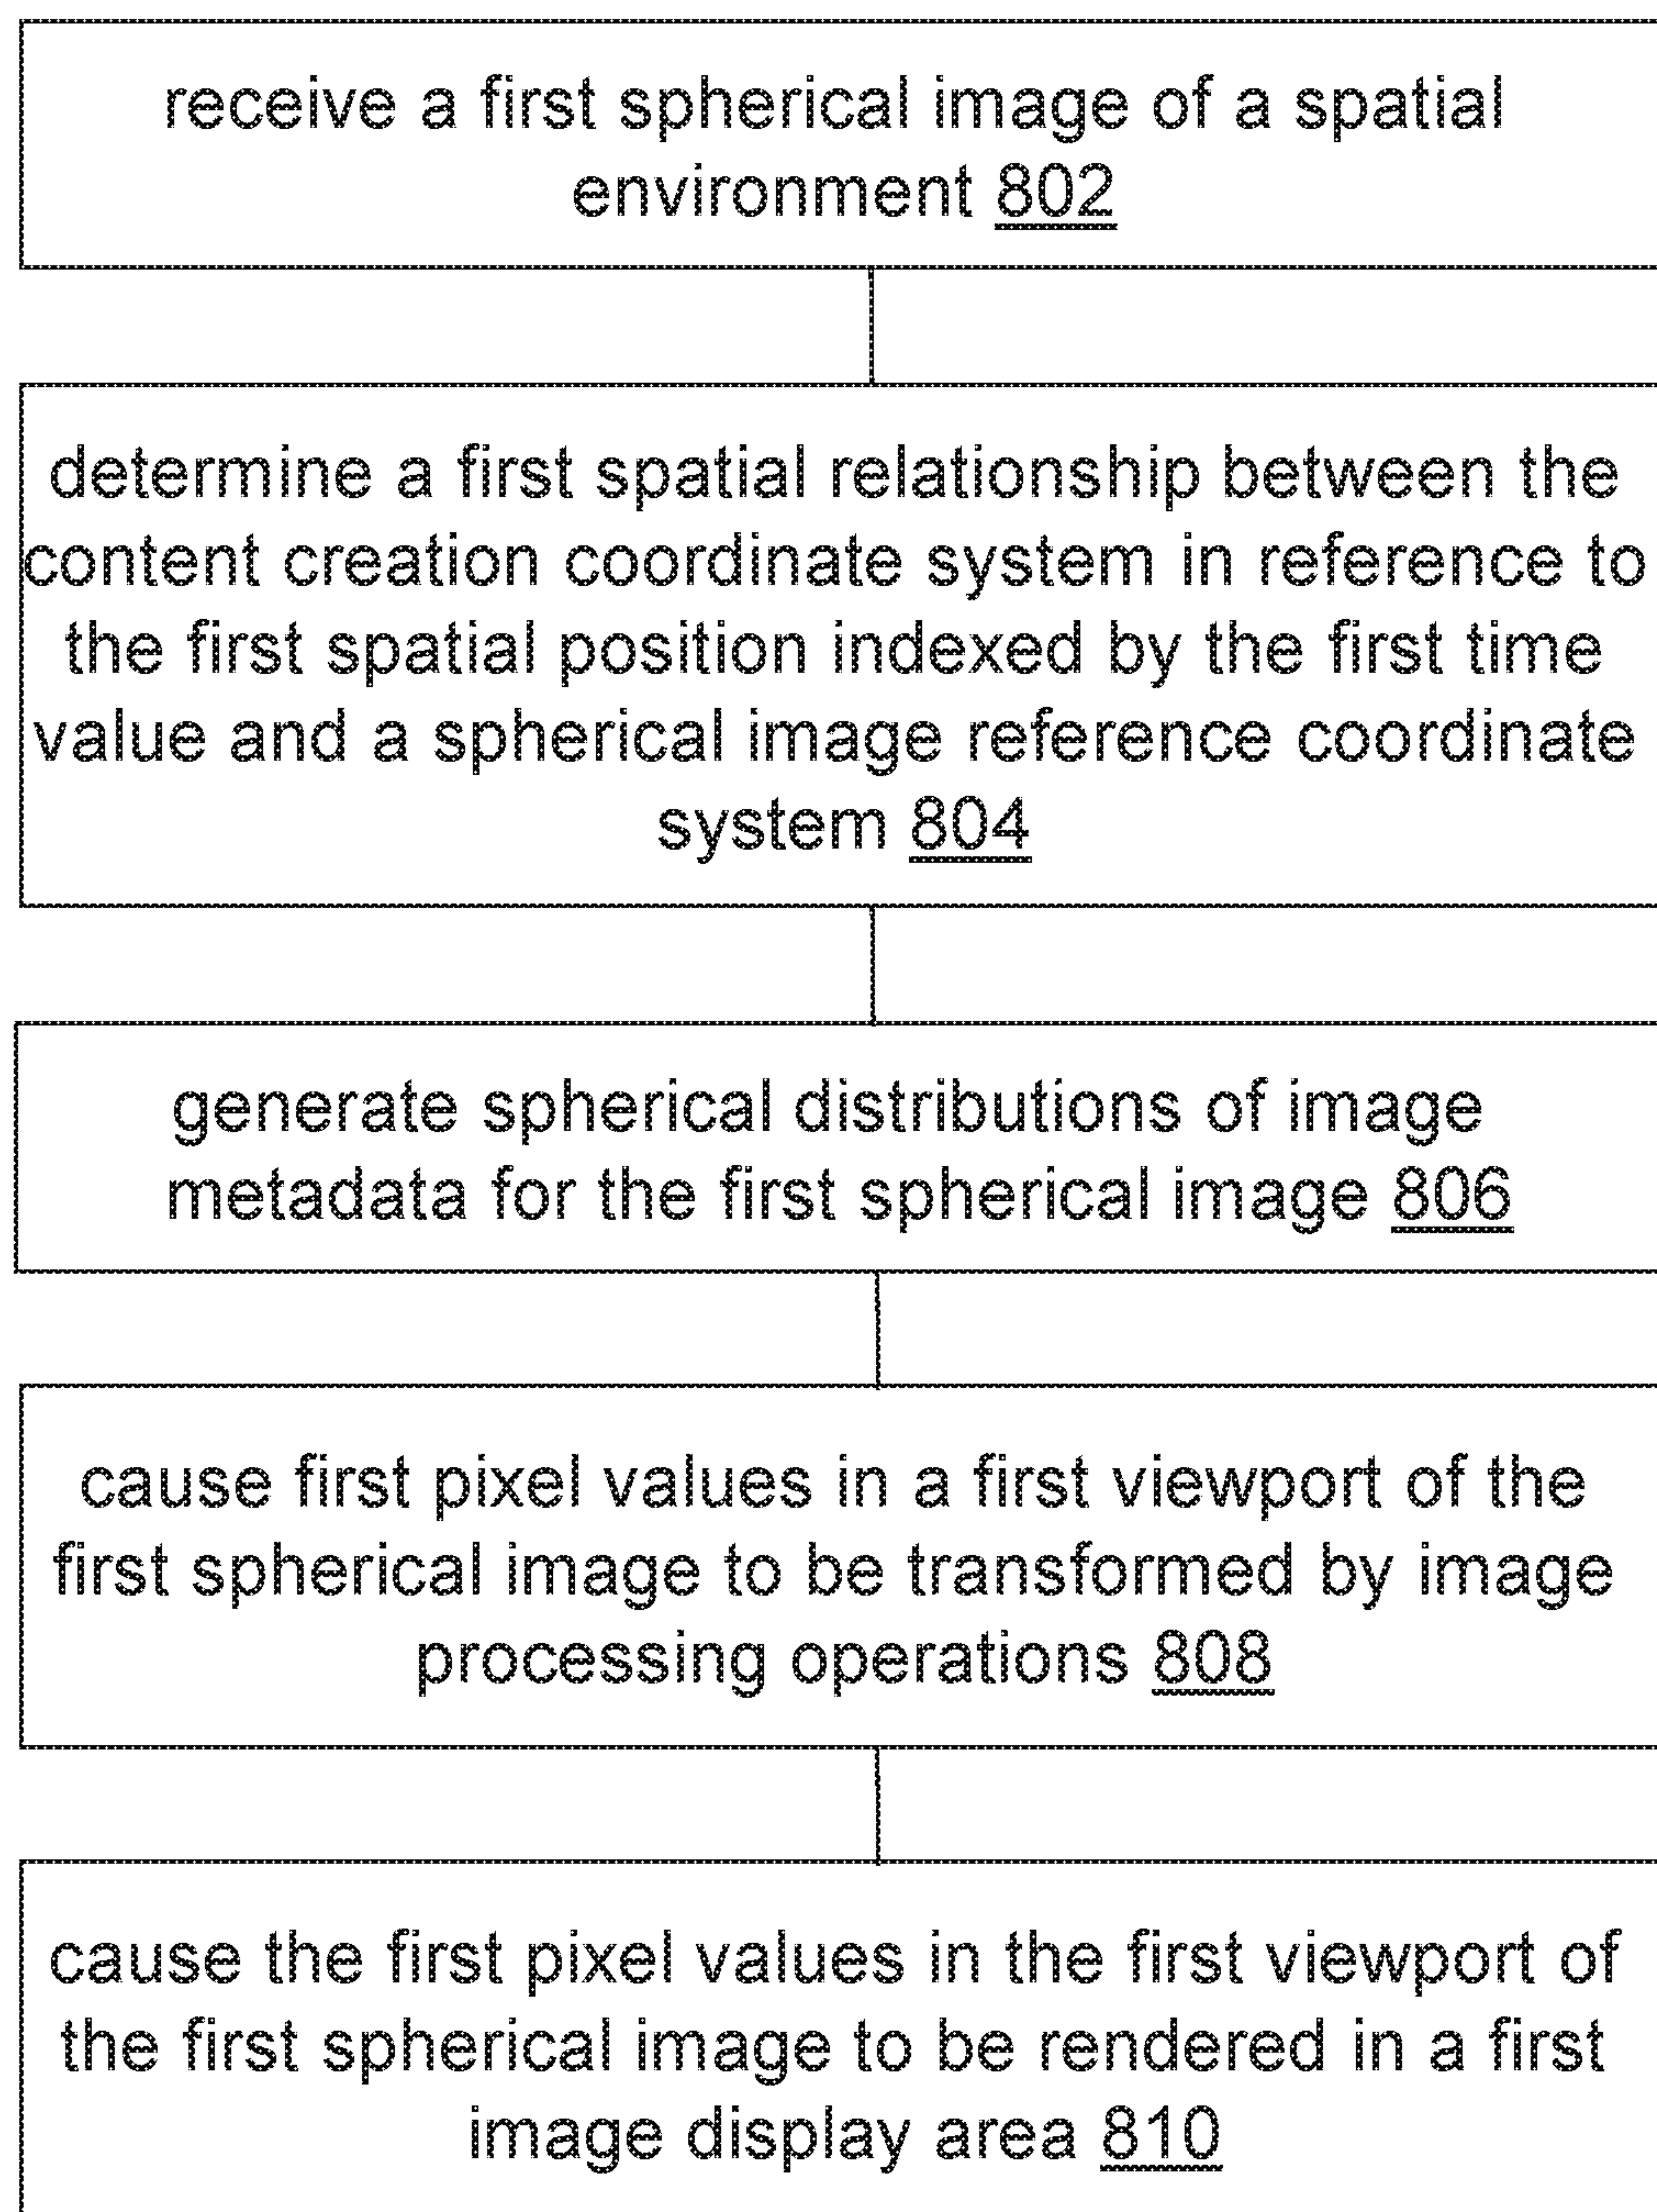 receive a first spherical image of a spatial
environment 802
determine a first spatial relationship between the
content creation coordinate system in reference to
the first spatial position indexed by the first time
value and a spherical image reference coordinate
system 804
generate spherical distributions of image
metadata for the first spherical image 806
cause first pixel values in a first viewport of the
first spherical image to be transformed by image
processing operations 808
cause the first pixel values in the first viewport of
the first spherical image to be rendered in a first
image display area 810